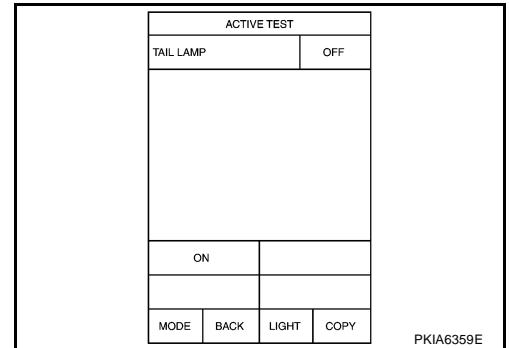 ACTIVE TEST
TAIL LAMP OFF
ON
MODE BACK LIGHT COPY
PKIA6359E